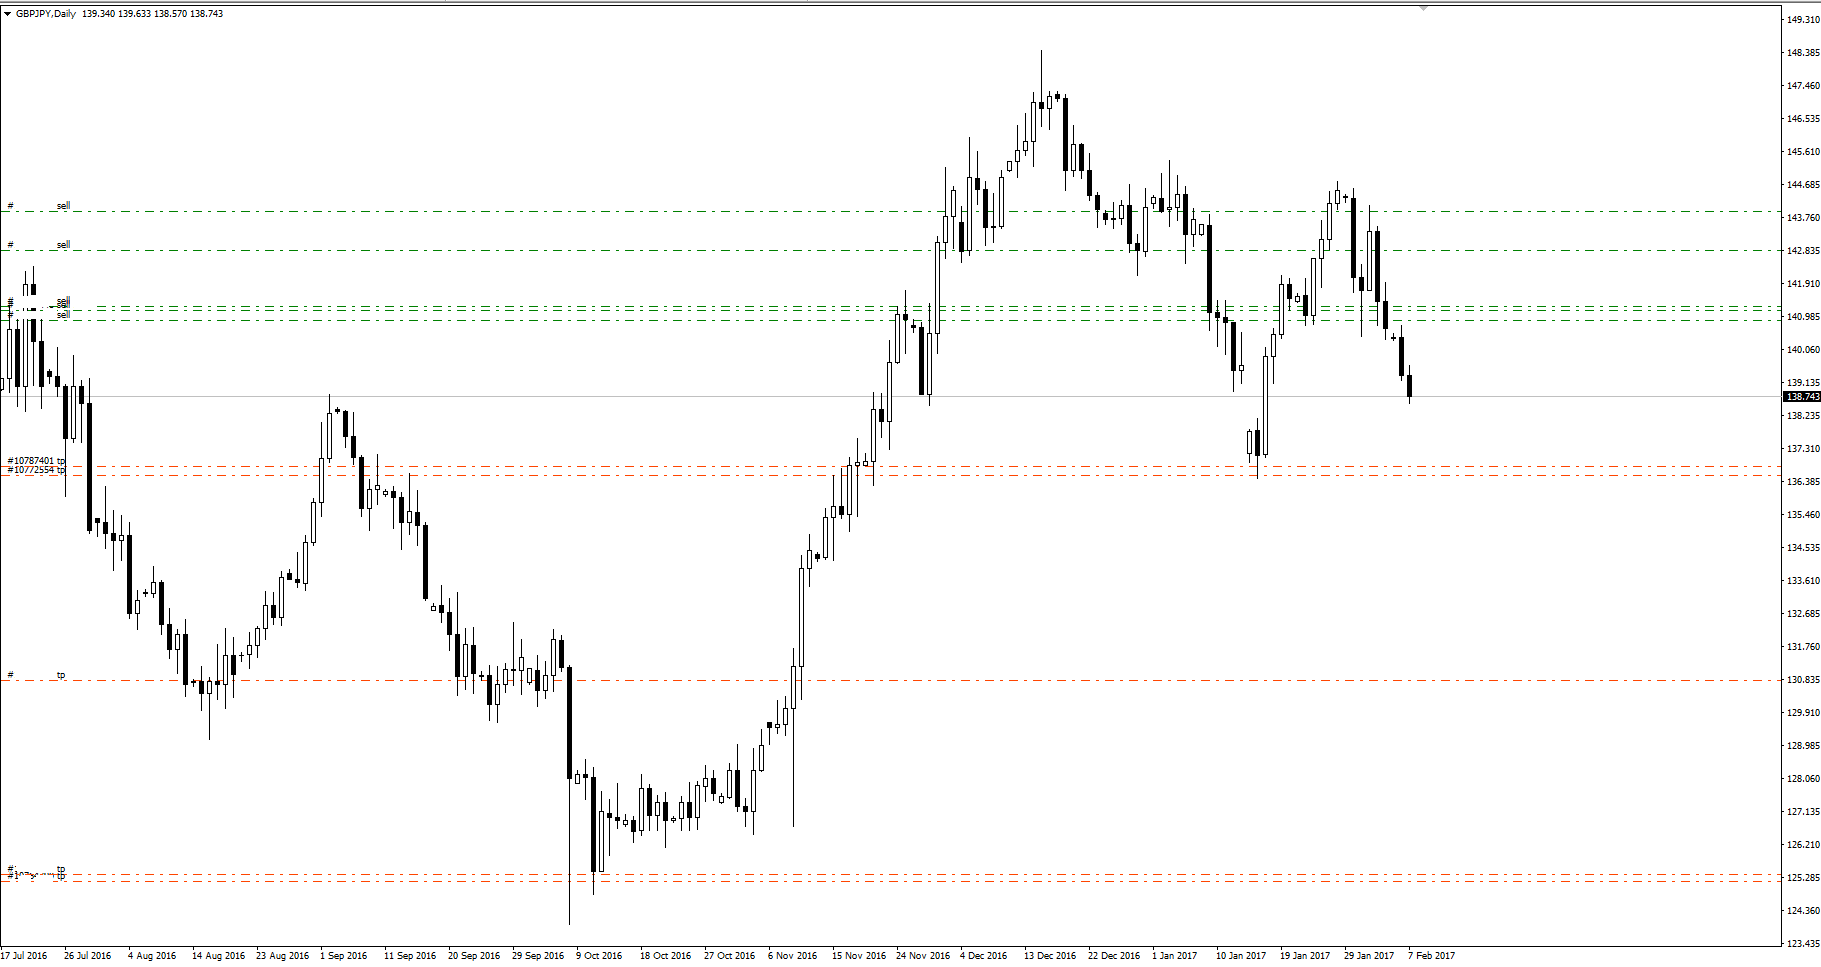 GBPJPY,Daily 139.340 139.633 138.570 138.743
149.310
148.385
147.460
146.535
145.610
144.685
# sell
143.760
# sell
142.835
141.910
# sell
# sell
140.985
140.060
139.135
138.743
138.235
137.310
#10787401 tp
#10772554 tp
136.385
135.460
134.535
133.610
132.685
131.760
# tp
130.835
129.910
128.985
128.060
127.135
126.210
# tp
tp
125.285
124.360
123.435
17 Jul 2016 26 Jul 2016 4 Aug 2016 14 Aug 2016 23 Aug 2016 1 Sep 2016 11 Sep 2016 20 Sep 2016 29 Sep 2016 9 Oct 2016 18 Oct 2016 27 Oct 2016 6 Nov 2016 15 Nov 2016 24 Nov 2016 4 Dec 2016 13 Dec 2016 22 Dec 2016 1 Jan 2017 10 Jan 2017 19 Jan 2017 29 Jan 2017 7 Feb 2017